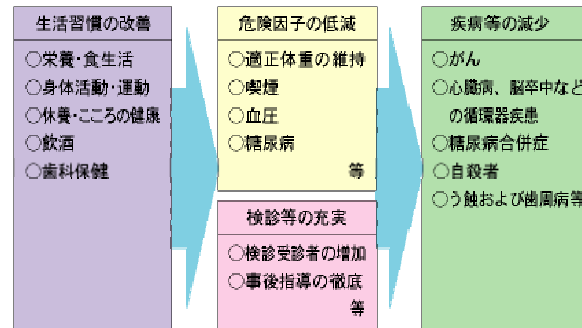 生活習慣の改善
○栄養・食生活
○身体活動・運動
○休養・こころの健康
○飲酒
○歯科保健
危険因子の低減
○適正体重の維持
○喫煙
○血圧
○糖尿病
等
検診等の充実
○検診受診者の増加
○事後指導の徹底
等
疾病等の減少
○がん
○心臓病、脳卒中など
の循環器疾患
○糖尿病合併症
○自殺者
○う蝕および歯周病等